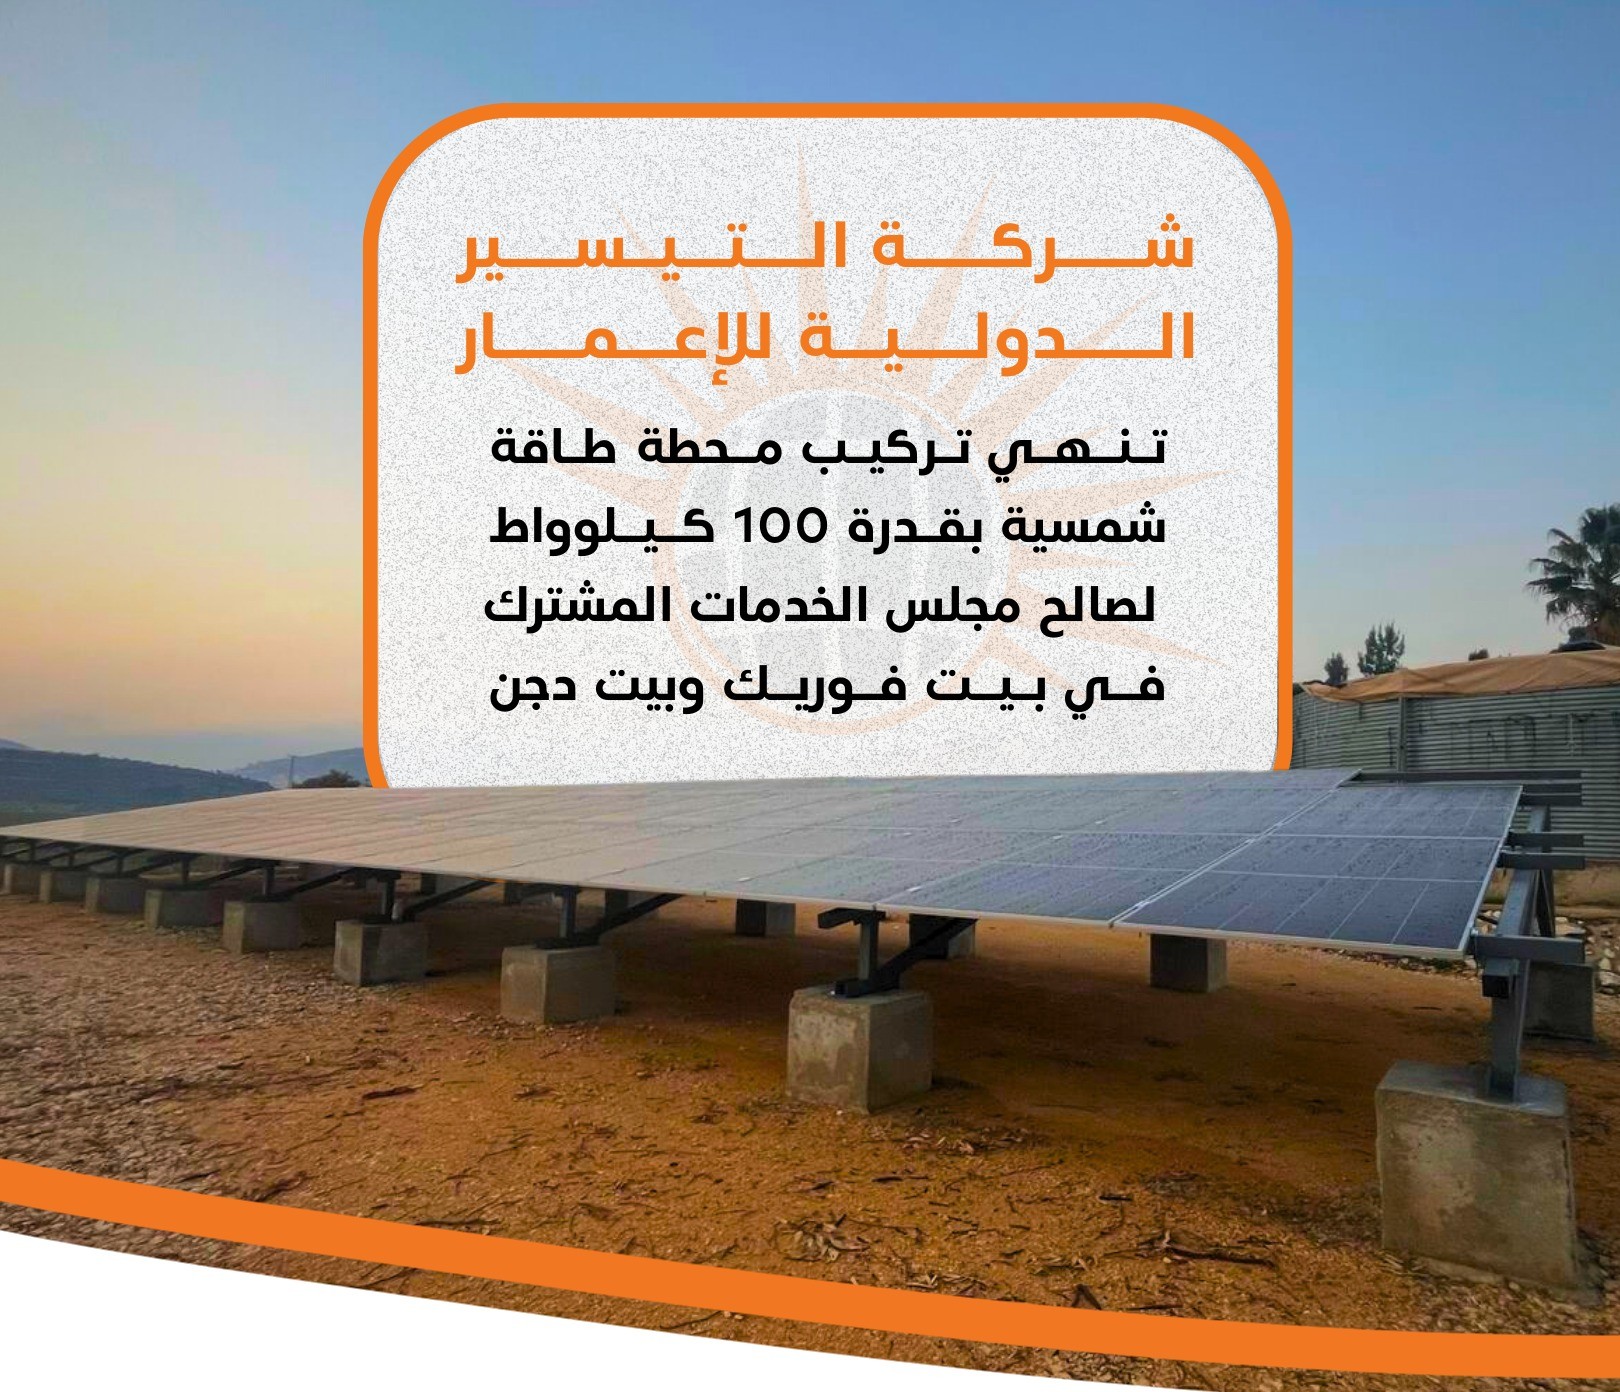 شركة التيسير
الدولية للإعمار
تنهي تركيب محطة طاقة
شمسية بقدرة 100 كيلوواط
لصالح مجلس الخدمات المشترك
في بيت فوريك وبيت دجن